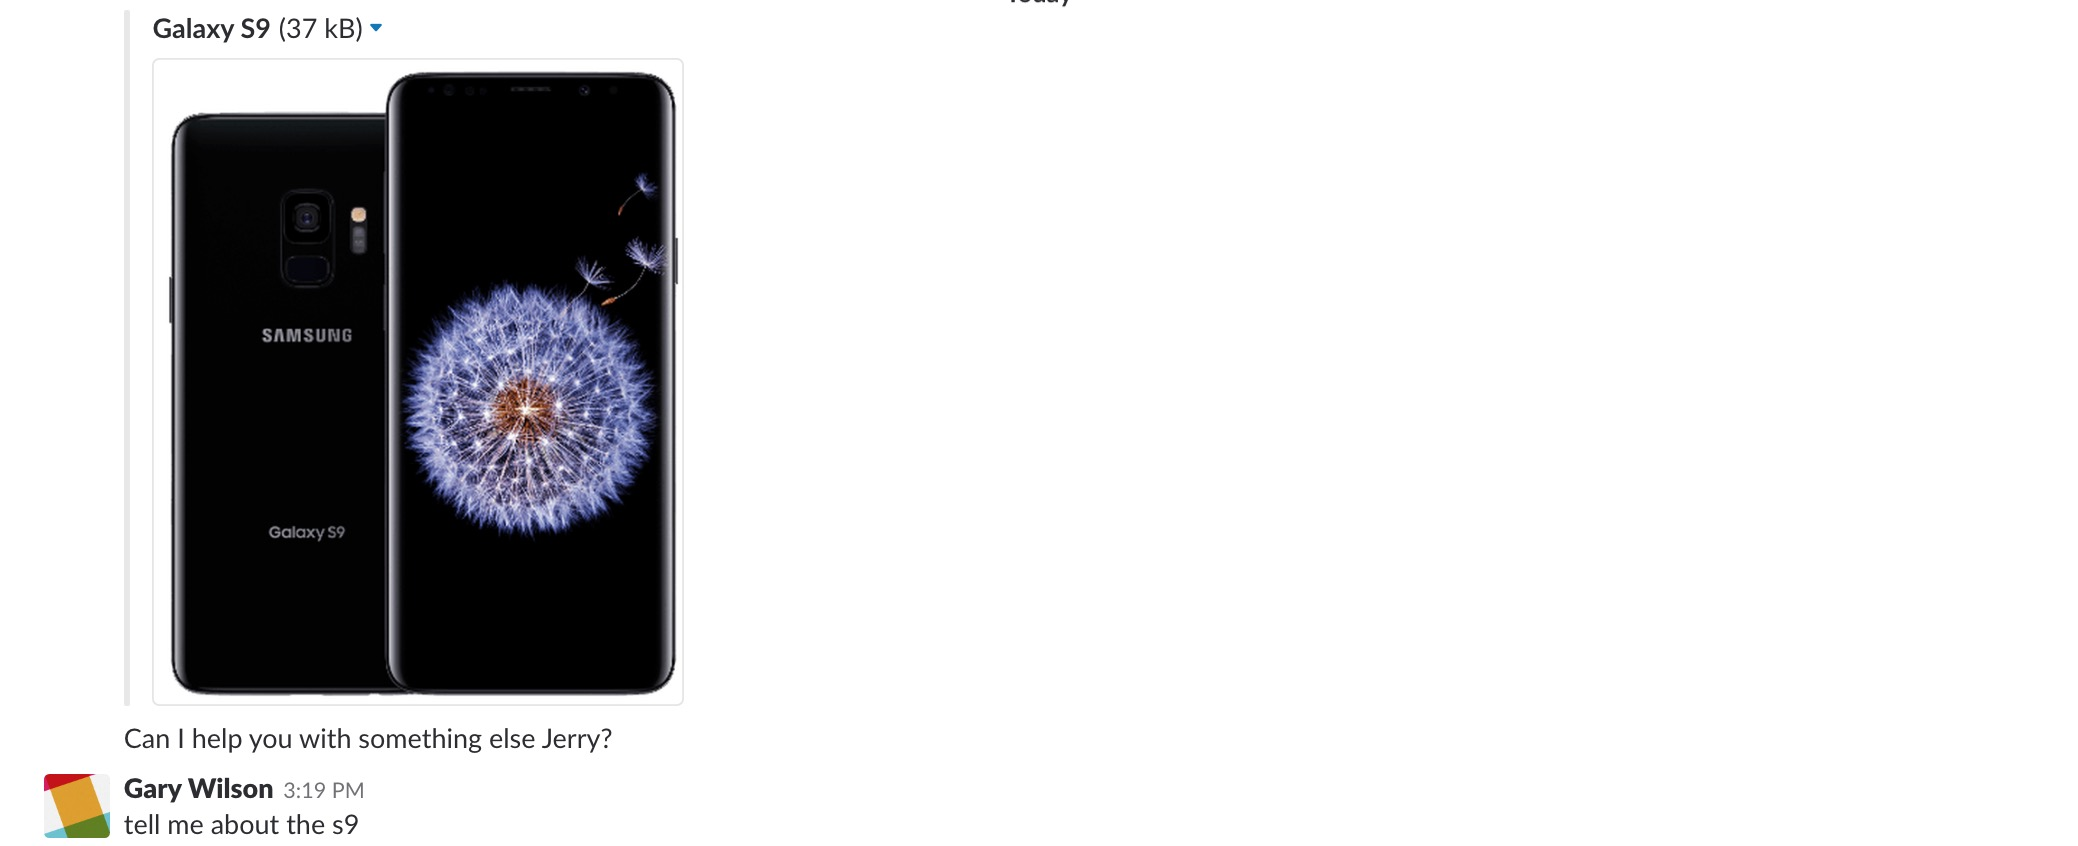 Today
Galaxy S9 (37 kB)
SAMSUNG
Galaxy S9
Can I help you with something else Jerry?
Gary Wilson 3:19 PM
tell me about the s9